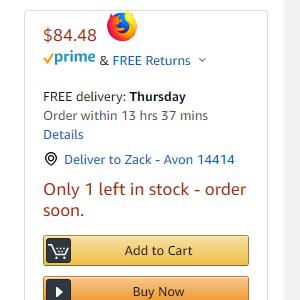 $84.48
prime & FREE Returns
FREE delivery: Thursday
Order within 13 hrs 37 mins
Details
Deliver to Zack - Avon 14414
Only 1 left in stock - order
soon.
Add to Cart
Buy Now